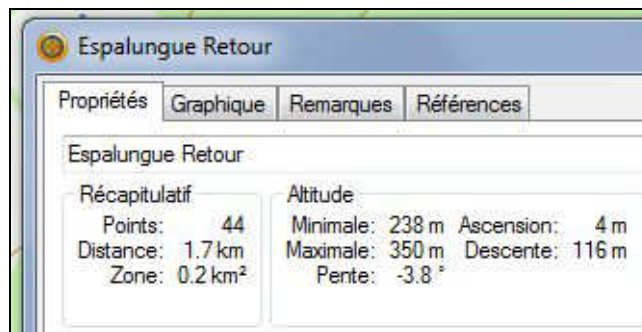 Espalungue Retour
Propriétés Graphique Remarques Références
Espalungue Retour
Récapitulatif Altitude
Points: 44 Minimale: 238 m Ascension: 4 m
Distance: 1.7 km Maximale: 350 m Descente: 116 m
Zone: 0.2 km² Pente: -3.8 °